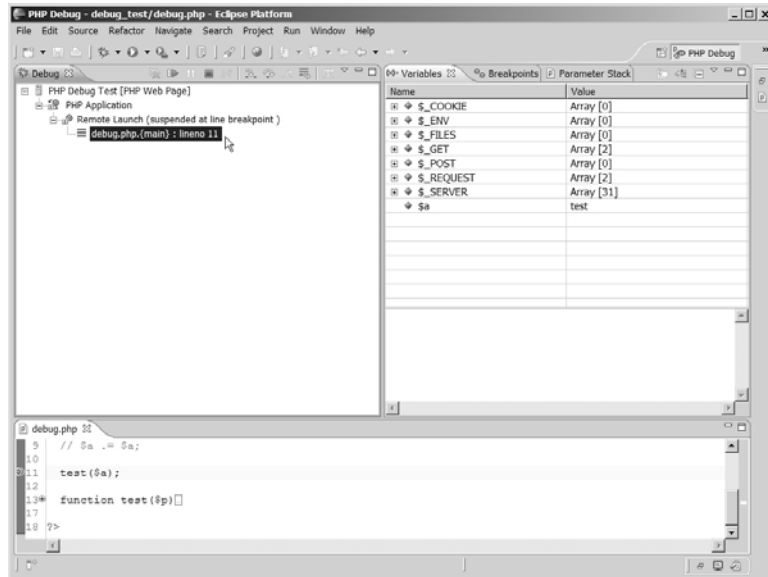 PHP Debug - debug_test/debug.php - Eclipse Platform
File Edit Source Refactor Navigate Search Project Run Window Help
PHP Debug
Debug
Variables Breakpoints Parameter Stack
PHP Debug Test [PHP Web Page]
PHP Application
Remote Launch (suspended at line breakpoint )
debug.php.{main} : lineno 11
Name Value
$_COOKIE Array [0]
$_ENV Array [0]
$_FILES Array [0]
$_GET Array [2]
$_POST Array [0]
$_REQUEST Array [2]
$_SERVER Array [31]
$a test
debug.php
9 // $a .= $a;
10
11 test($a);
12
13 function test($p)
17
18 ?>